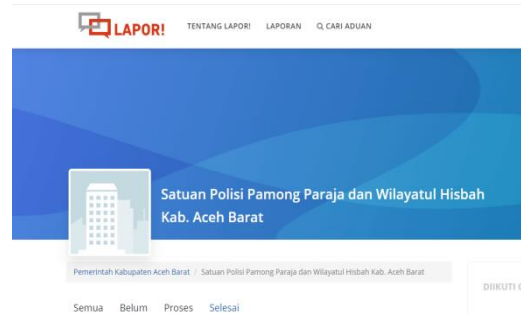 LAPOR!
TENTANG LAPOR! LAPORAN CARI ADUAN
Satuan Polisi Pamong Paraja dan Wilayatul Hisbah
Kab. Aceh Barat
Pemerintah Kabupaten Aceh Barat / Satuan Polisi Pamong Paraja dan Wilayatul Hisbah Kab. Aceh Barat
DIIKUTI
Semua Belum Proses Selesai